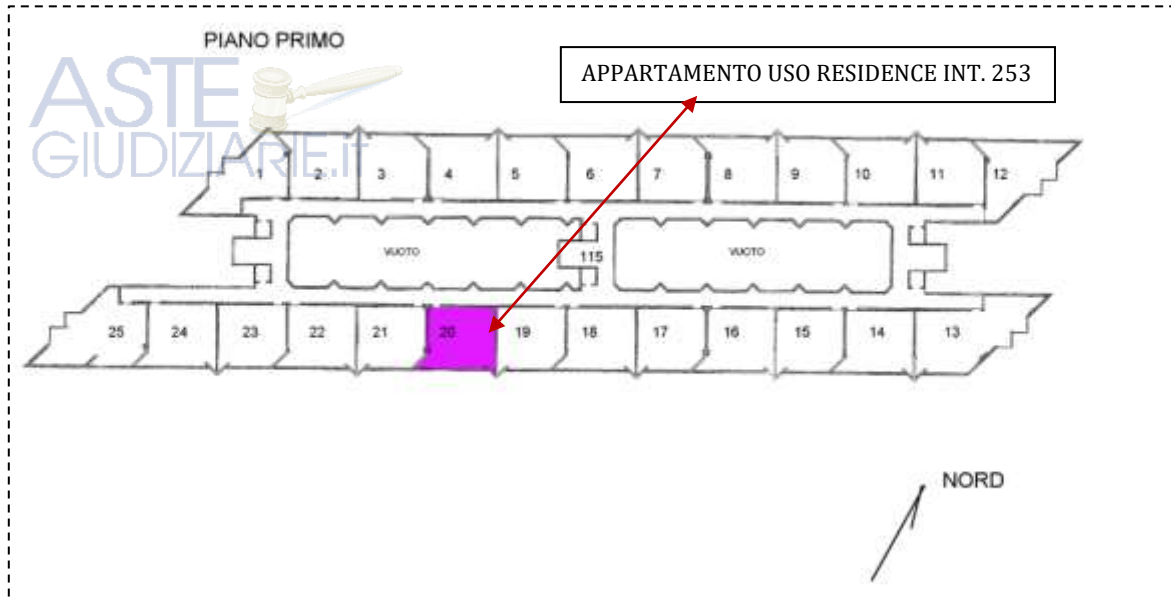 PIANO PRIMO
APPARTAMENTO USO RESIDENCE INT. 253
ASTE
GIUDIZIARIE.it
1 2 3 4 5 6 7 8 9 10 11 12
VUOTO 115 VUOTO
25 24 23 22 21 20 19 18 17 16 15 14 13
NORD